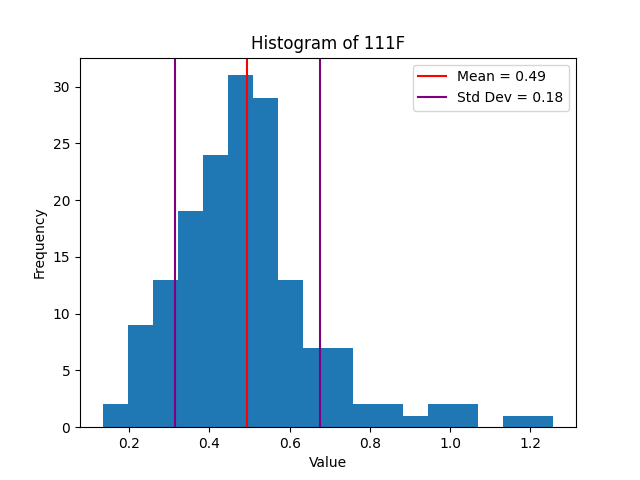 Histogram of 111F
Mean = 0.49
Std Dev = 0.18
Frequency
30
25
20
15
10
5
0
0.2 0.4 0.6 0.8 1.0 1.2
Value